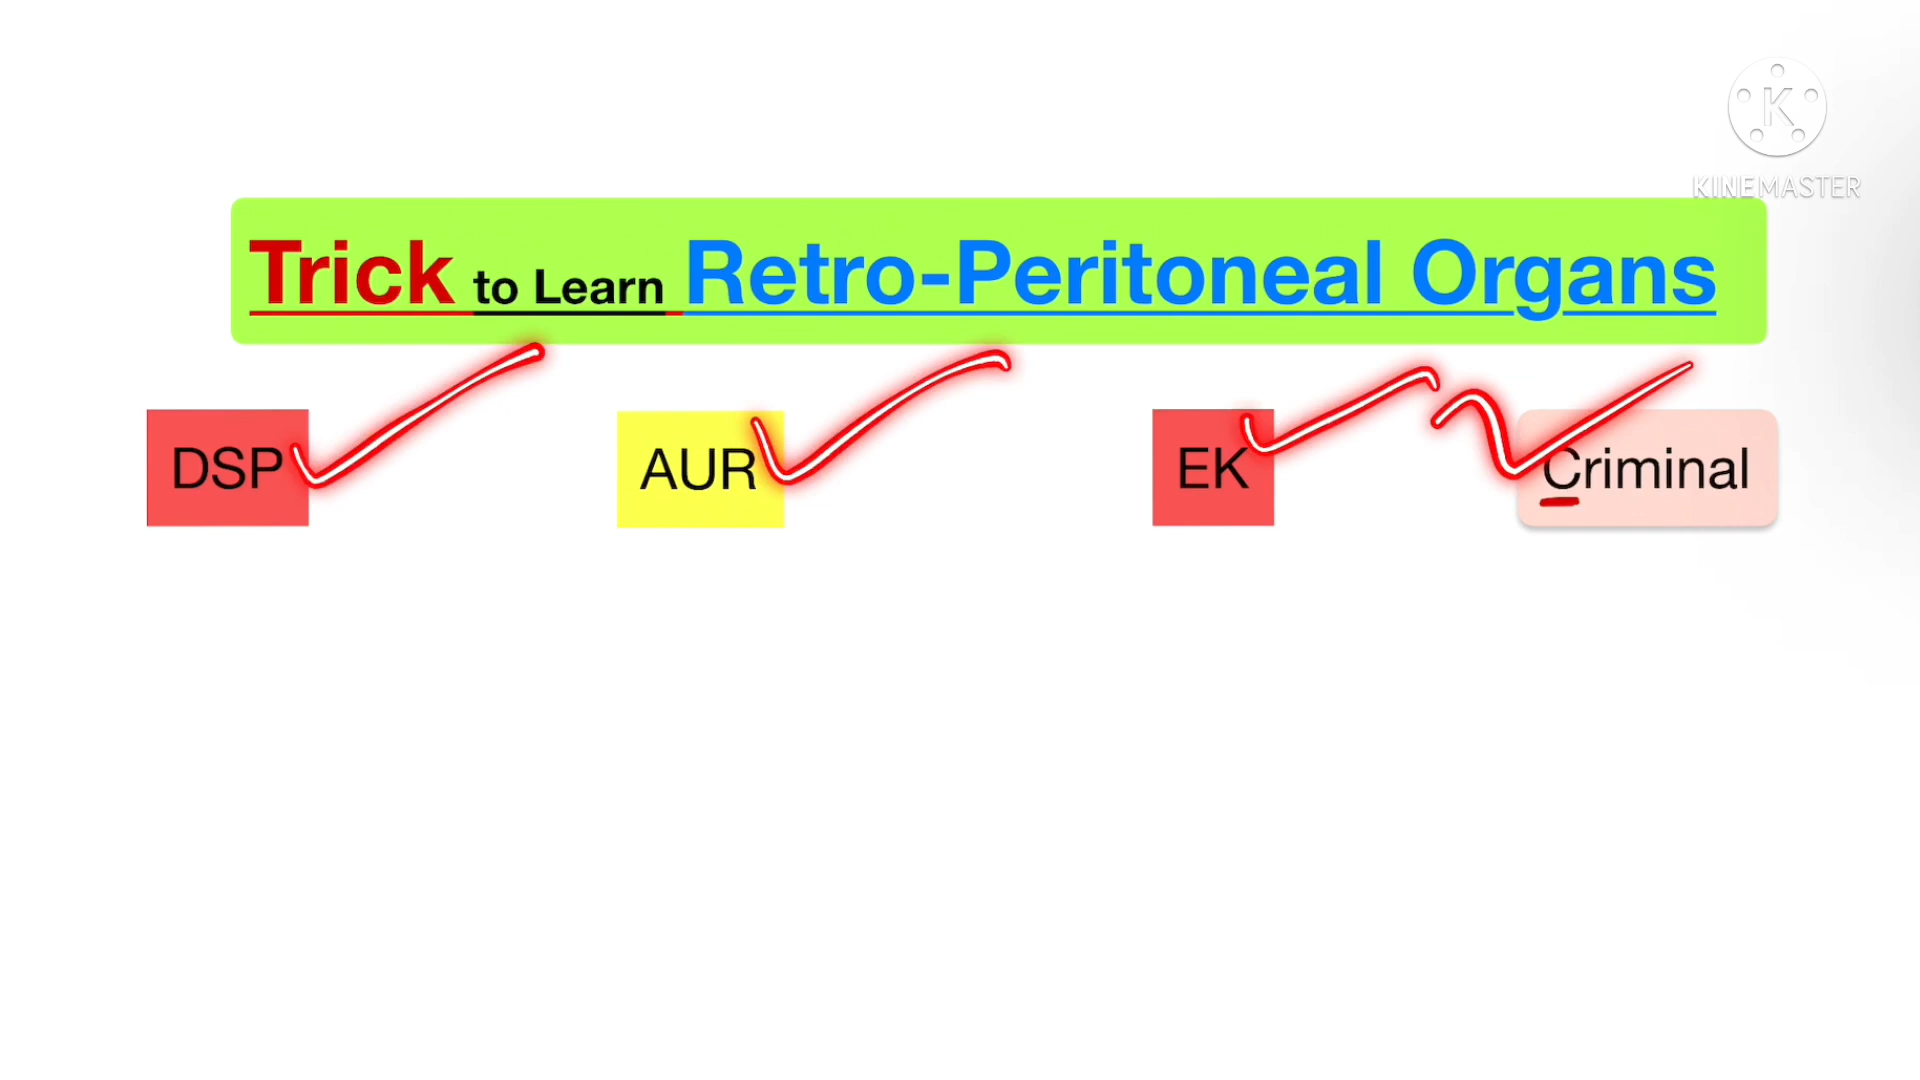 K
KINEMASTER
Trick to Learn Retro-Peritoneal Organs
DSP AUR EK Criminal